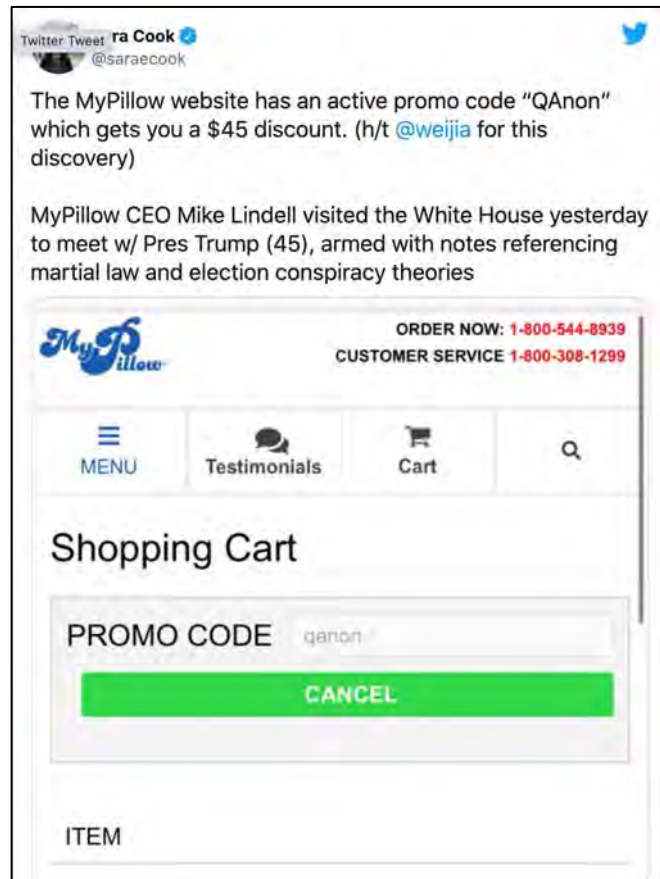 Twitter Tweet
ra Cook
@saraecook
The MyPillow website has an active promo code “QAnon”
which gets you a $45 discount. (h/t @weijia for this
discovery)
MyPillow CEO Mike Lindell visited the White House yesterday
to meet w/ Pres Trump (45), armed with notes referencing
martial law and election conspiracy theories
MyPillow
ORDER NOW: 1-800-544-8939
CUSTOMER SERVICE 1-800-308-1299
MENU
Testimonials
Cart
Shopping Cart
PROMO CODE qanon
CANCEL
ITEM